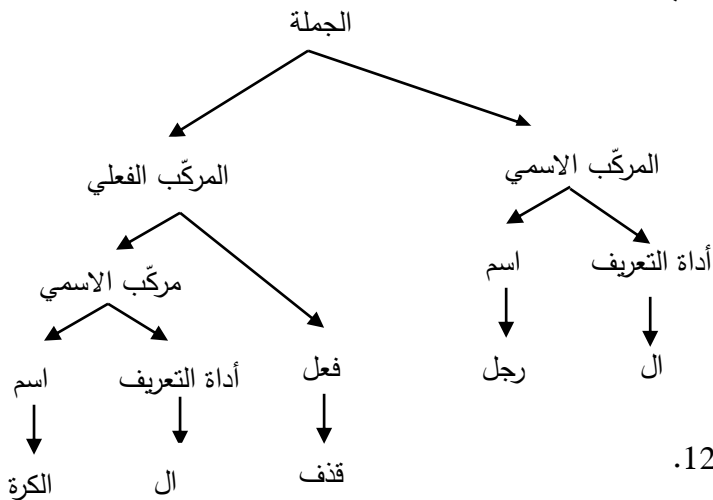 الجملة
المركّب الاسمي
المركّب الفعلي
أداة التعريف
اسم
مركّب الاسمي
ال
رجل
فعل
أداة التعريف
اسم
قذف
ال
الكرة
12.